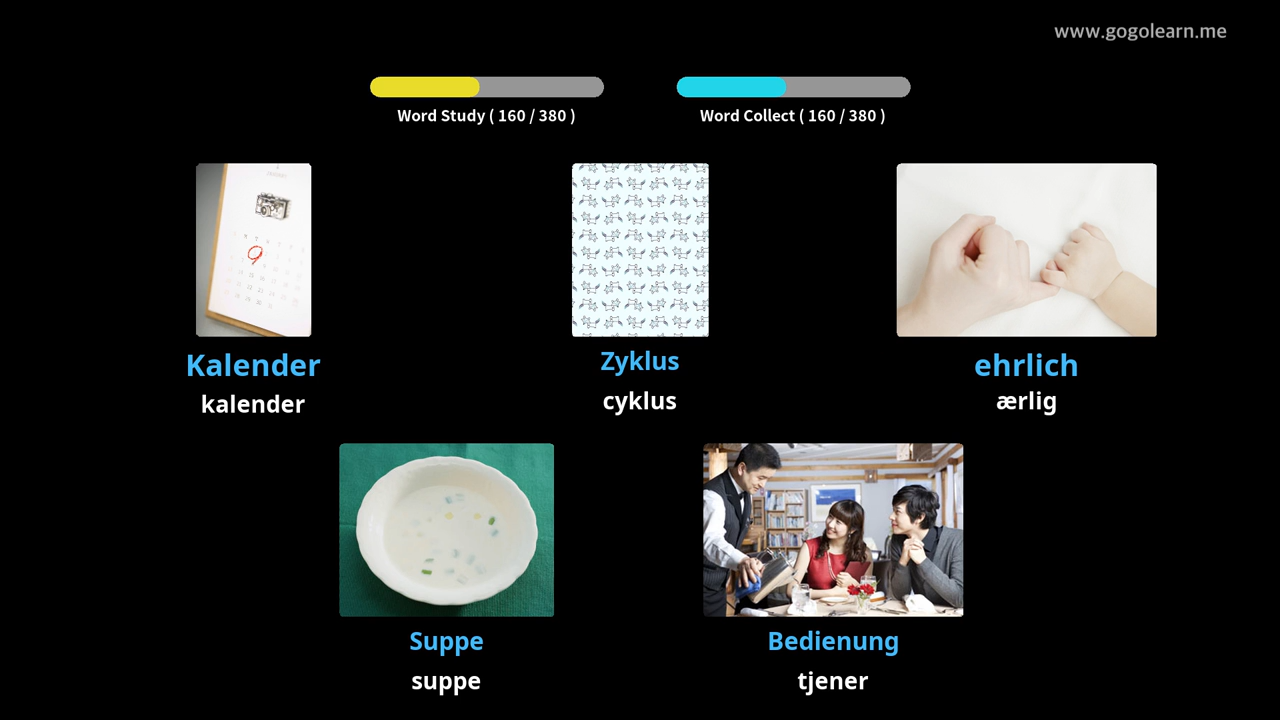 www.gogolearn.me
Word Study ( 160 / 380 )
Word Collect ( 160 / 380 )
Kalender
kalender
Zyklus
cyklus
ehrlich
ærlig
Suppe
suppe
Bedienung
tjener